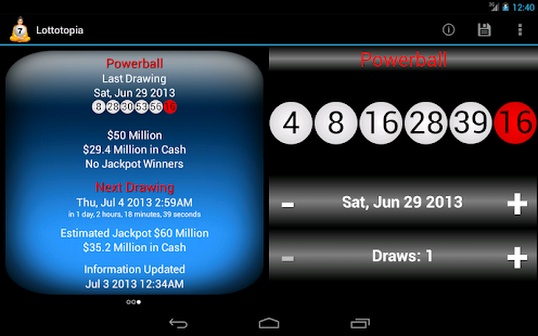 3G 12:40
Lottotopia
Powerball
Last Drawing
Sat, Jun 29 2013
8 28 30 53 56 16
$50 Million
$29.4 Million in Cash
No Jackpot Winners
Next Drawing
Thu, Jul 4 2013 2:59AM
in 1 day, 2 hours, 18 minutes, 39 seconds
Estimated Jackpot $60 Million
$35.2 Million in Cash
Information Updated
Jul 3 2013 12:34AM
Powerball
4 8 16 28 39 16
- Sat, Jun 29 2013 +
- Draws: 1 +